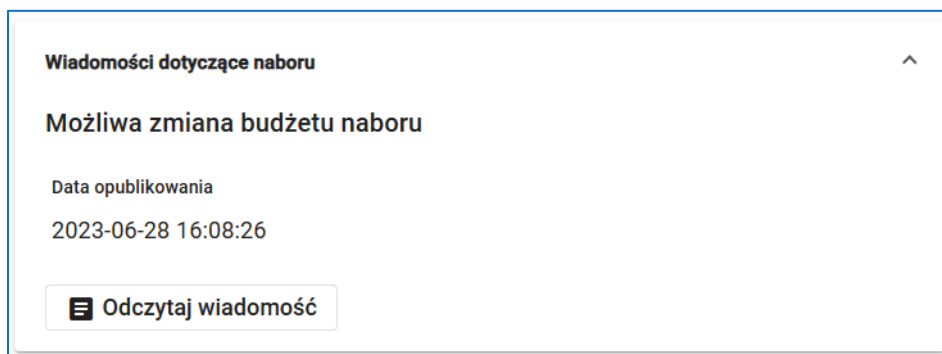 Wiadomości dotyczące naboru
Możliwa zmiana budżetu naboru
Data opublikowania
2023-06-28 16:08:26
Odczytaj wiadomość